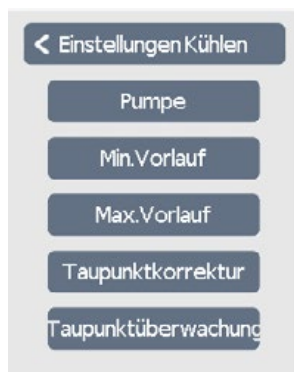 Einstellungen Kühlen
Pumpe
Min.Vorlauf
Max.Vorlauf
Taupunktkorrektur
Taupunktüberwachung